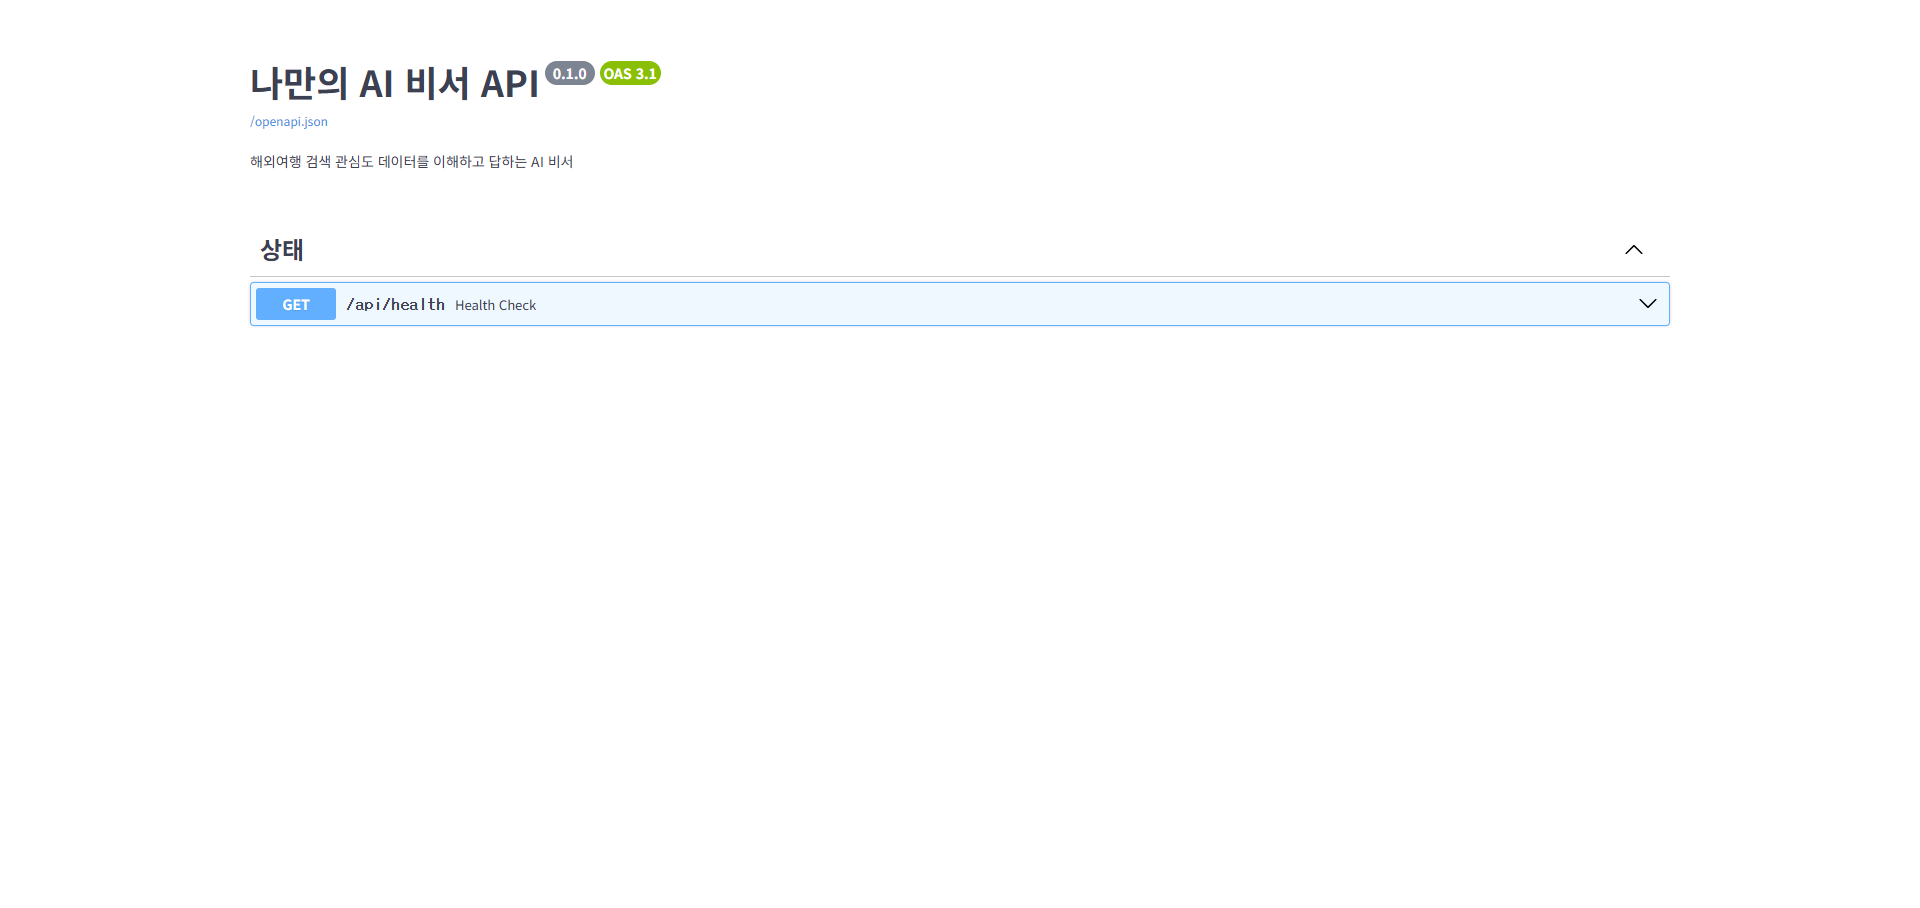 나만의 AI 비서 API 0.1.0 OAS 3.1
/openapi.json
해외여행 검색 관심도 데이터를 이해하고 답하는 AI 비서
상태
GET /api/health Health Check